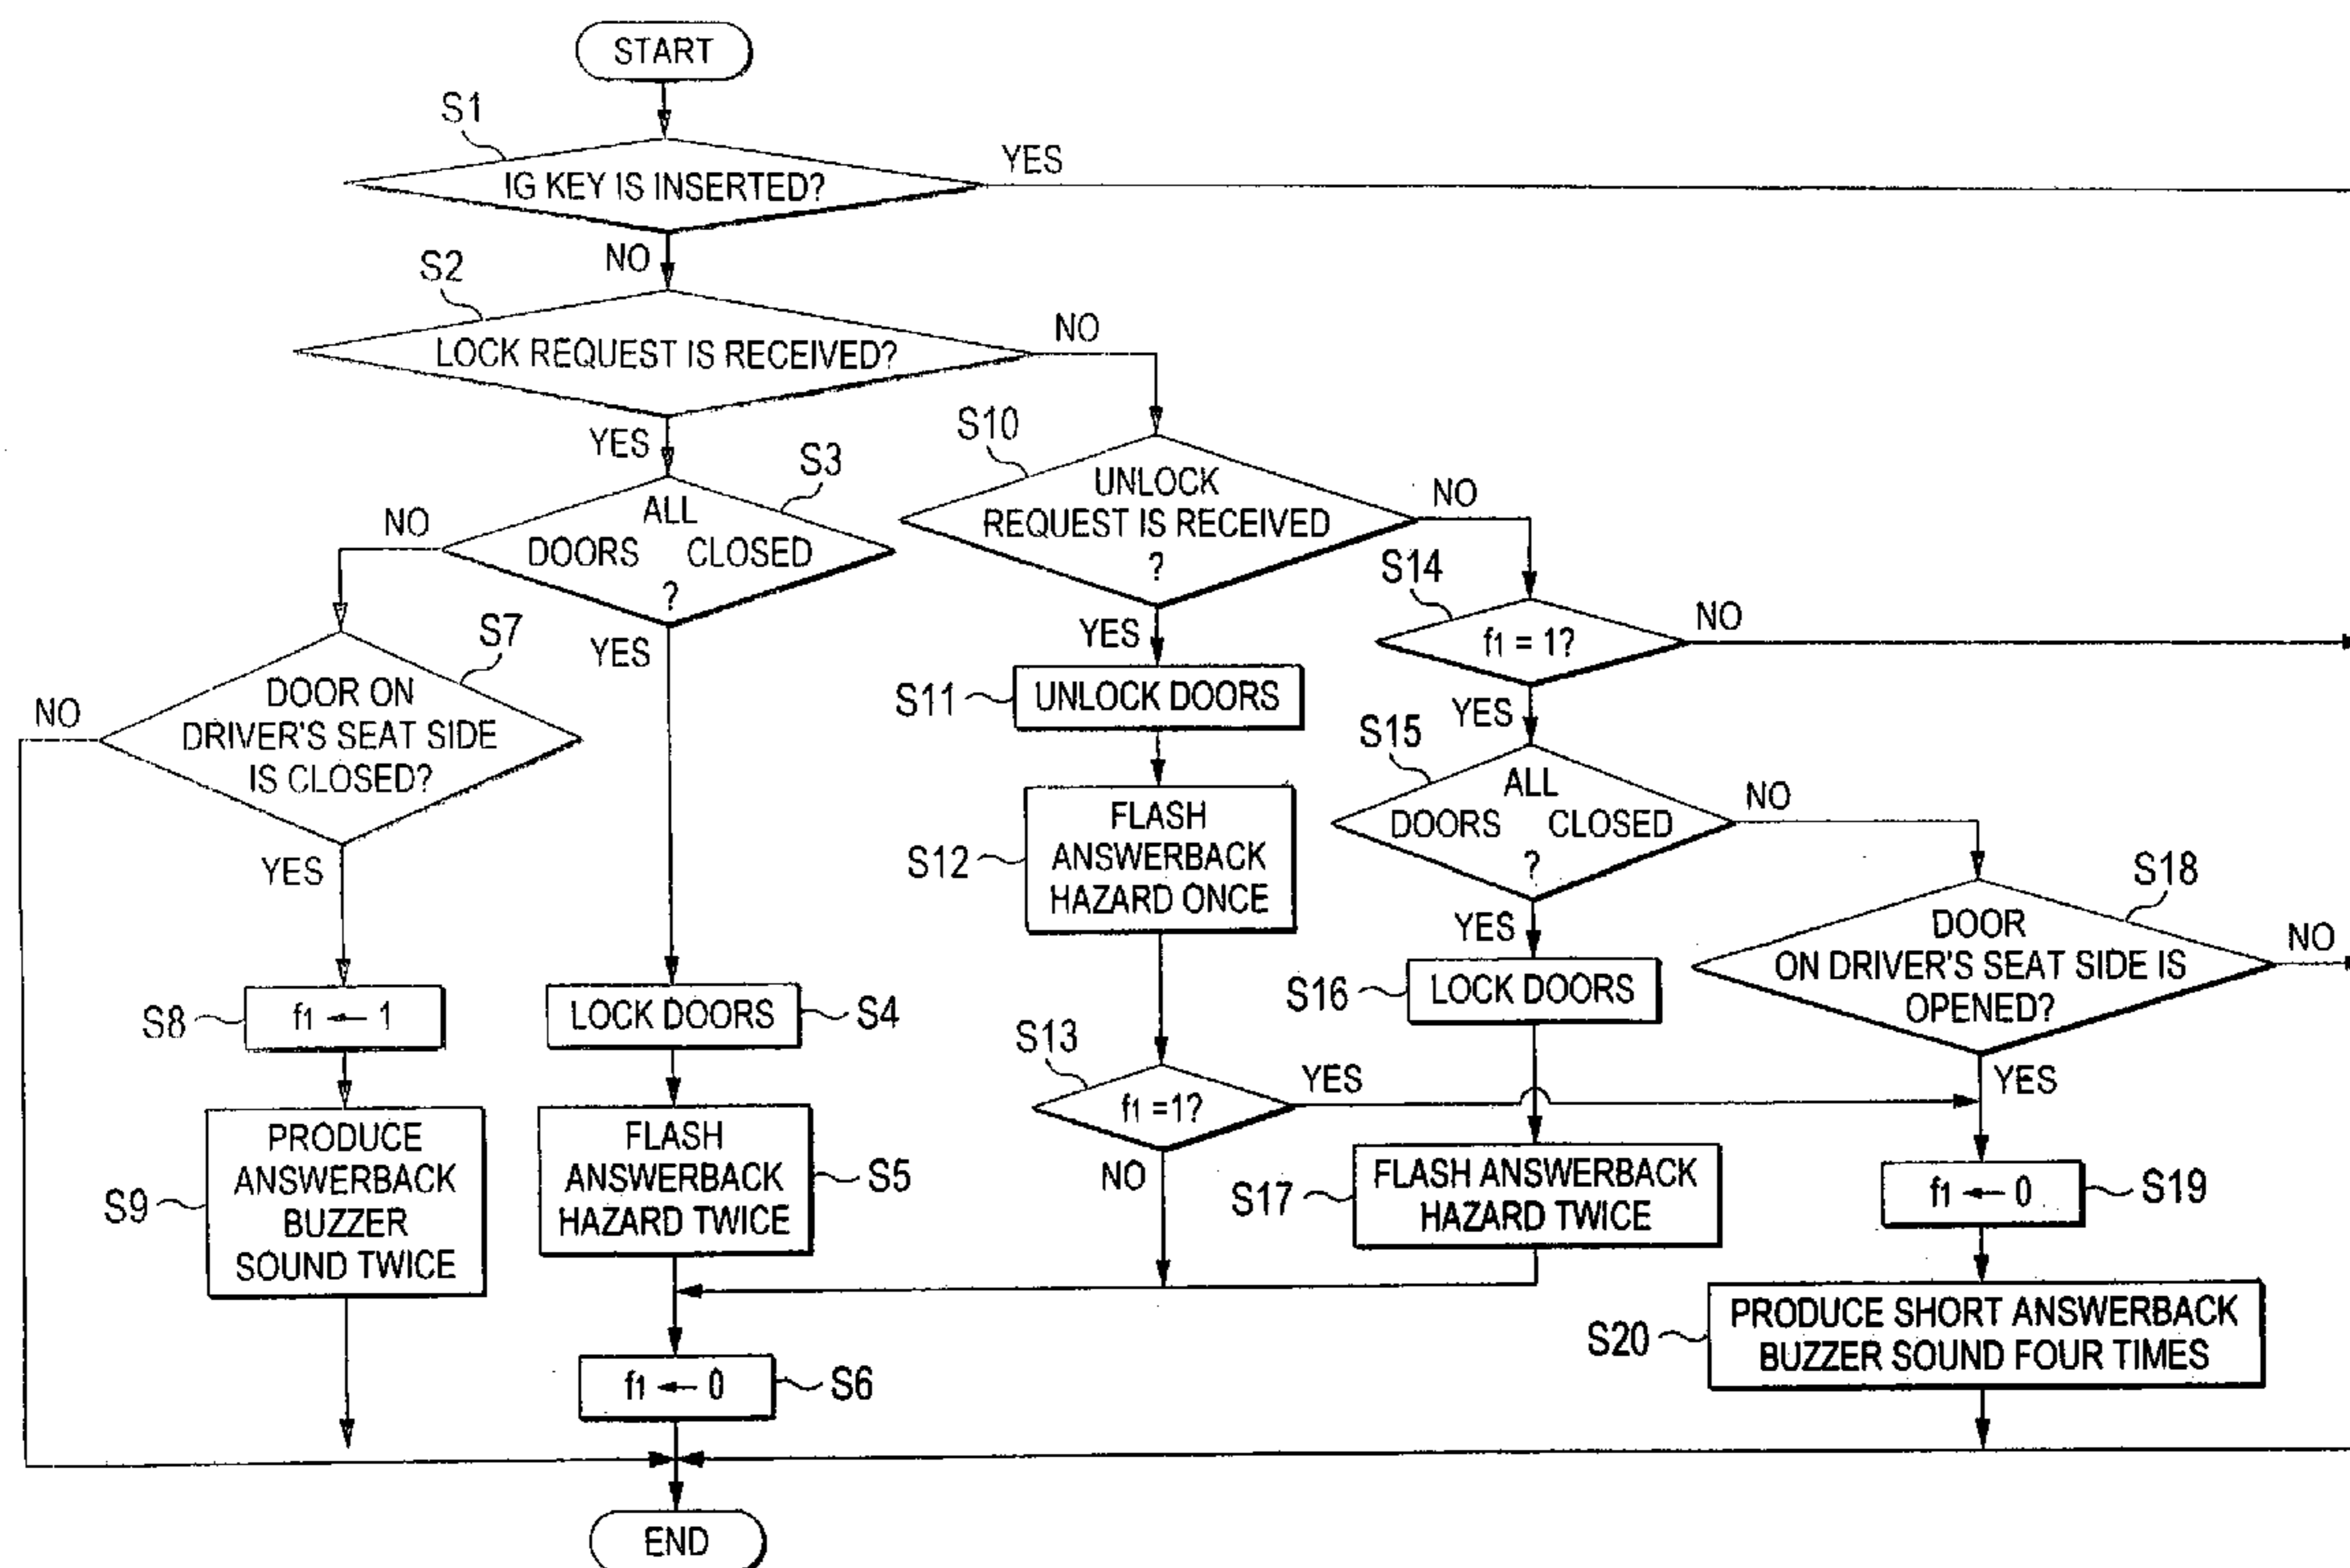 START
S1
IG KEY IS INSERTED?
YES
NO
S2
LOCK REQUEST IS RECEIVED?
NO
YES
S3
ALL
DOORS CLOSED
?
NO
YES
S7
DOOR ON
DRIVER'S SEAT SIDE
IS CLOSED?
NO
YES
S8
f1 ← 1
S9
PRODUCE
ANSWERBACK
BUZZER
SOUND TWICE
LOCK DOORS
S4
FLASH
ANSWERBACK
HAZARD TWICE
S5
f1 ← 0
S6
S10
UNLOCK
REQUEST IS RECEIVED
?
NO
YES
S11
UNLOCK DOORS
S12
FLASH
ANSWERBACK
HAZARD ONCE
S13
f1 =1?
YES
NO
S14
f1 = 1?
NO
YES
S15
ALL
DOORS CLOSED
?
NO
YES
S16
LOCK DOORS
S17
FLASH ANSWERBACK
HAZARD TWICE
S18
DOOR
ON DRIVER'S SEAT SIDE IS
OPENED?
NO
YES
f1 ← 0
S19
S20
PRODUCE SHORT ANSWERBACK
BUZZER SOUND FOUR TIMES
END